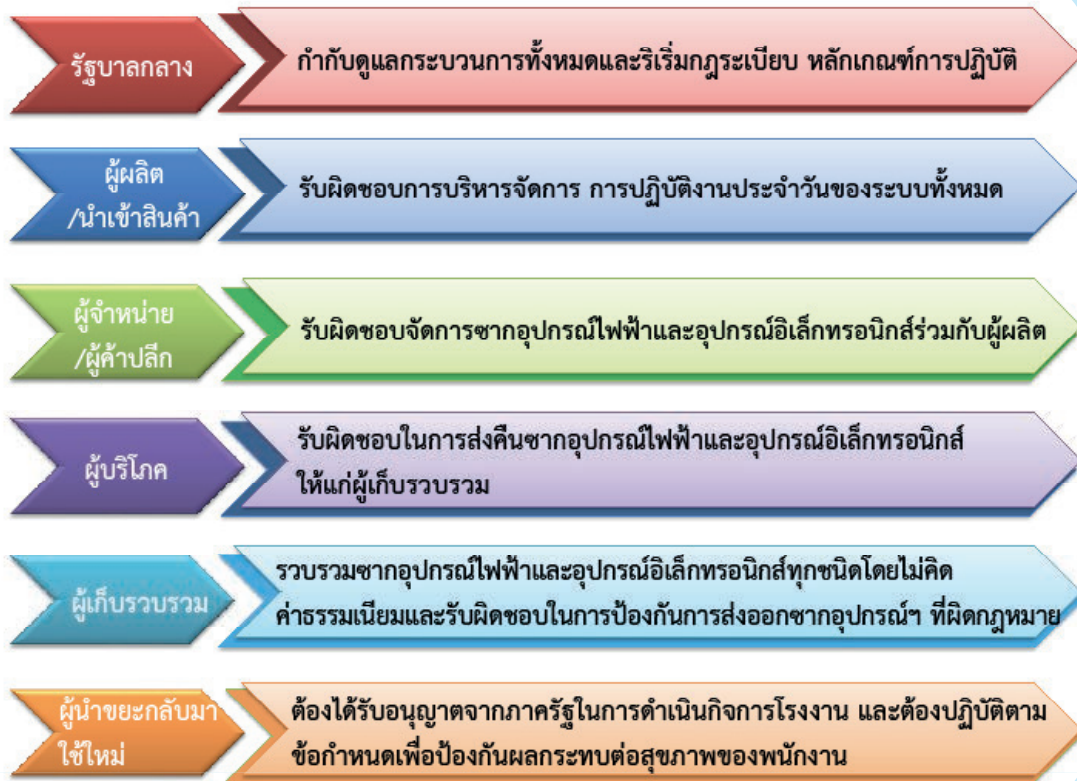 รัฐบาลกลาง
กำกับดูแลกระบวนการทั้งหมดและริเริ่มกฎระเบียบ หลักเกณฑ์การปฏิบัติ
ผู้ผลิต
/นำเข้าสินค้า
รับผิดชอบการบริหารจัดการ การปฏิบัติงานประจำวันของระบบทั้งหมด
ผู้จำหน่าย
/ผู้ค้าปลีก
รับผิดชอบจัดการซากอุปกรณ์ไฟฟ้าและอุปกรณ์อิเล็กทรอนิกส์ร่วมกับผู้ผลิต
ผู้บริโภค
รับผิดชอบในการส่งคืนซากอุปกรณ์ไฟฟ้าและอุปกรณ์อิเล็กทรอนิกส์
ให้แก่ผู้เก็บรวบรวม
ผู้เก็บรวบรวม
รวบรวมซากอุปกรณ์ไฟฟ้าและอุปกรณ์อิเล็กทรอนิกส์ทุกชนิดโดยไม่คิด
ค่าธรรมเนียมและรับผิดชอบในการป้องกันการส่งออกซากอุปกรณ์ฯ ที่ผิดกฎหมาย
ผู้นำขยะกลับมา
ใช้ใหม่
ต้องได้รับอนุญาตจากภาครัฐในการดำเนินกิจการโรงงาน และต้องปฏิบัติตาม
ข้อกำหนดเพื่อป้องกันผลกระทบต่อสุขภาพของพนักงาน